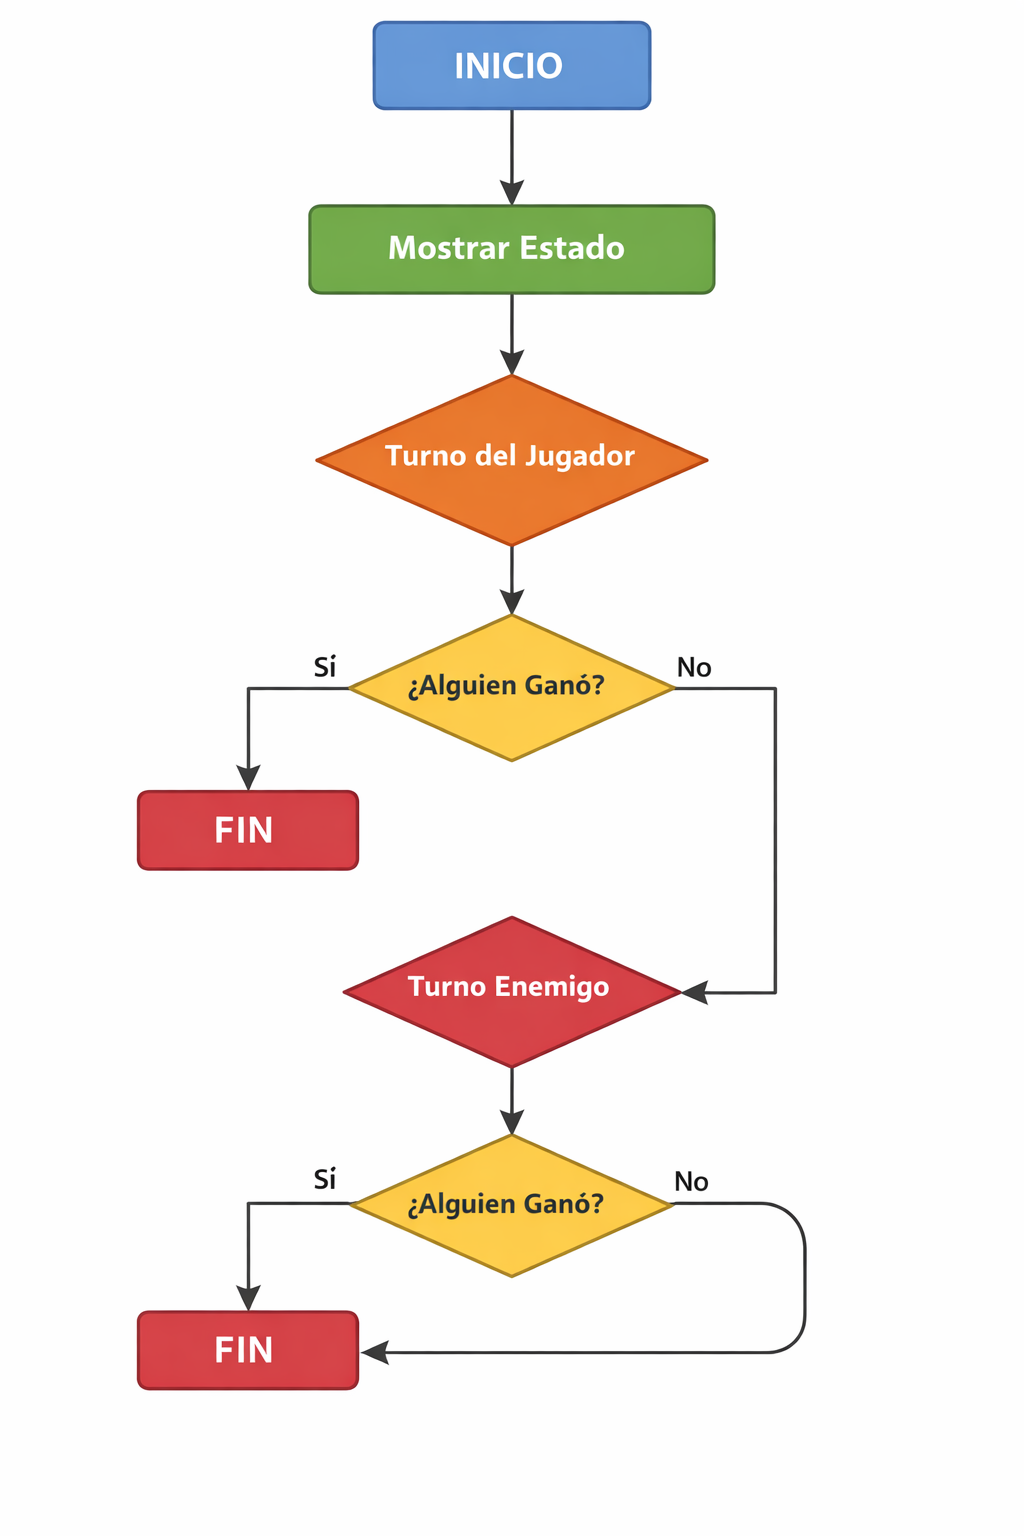 INICIO
Mostrar Estado
Turno del Jugador
¿Alguien Ganó?
Sí
No
FIN
Turno Enemigo
¿Alguien Ganó?
Sí
No
FIN